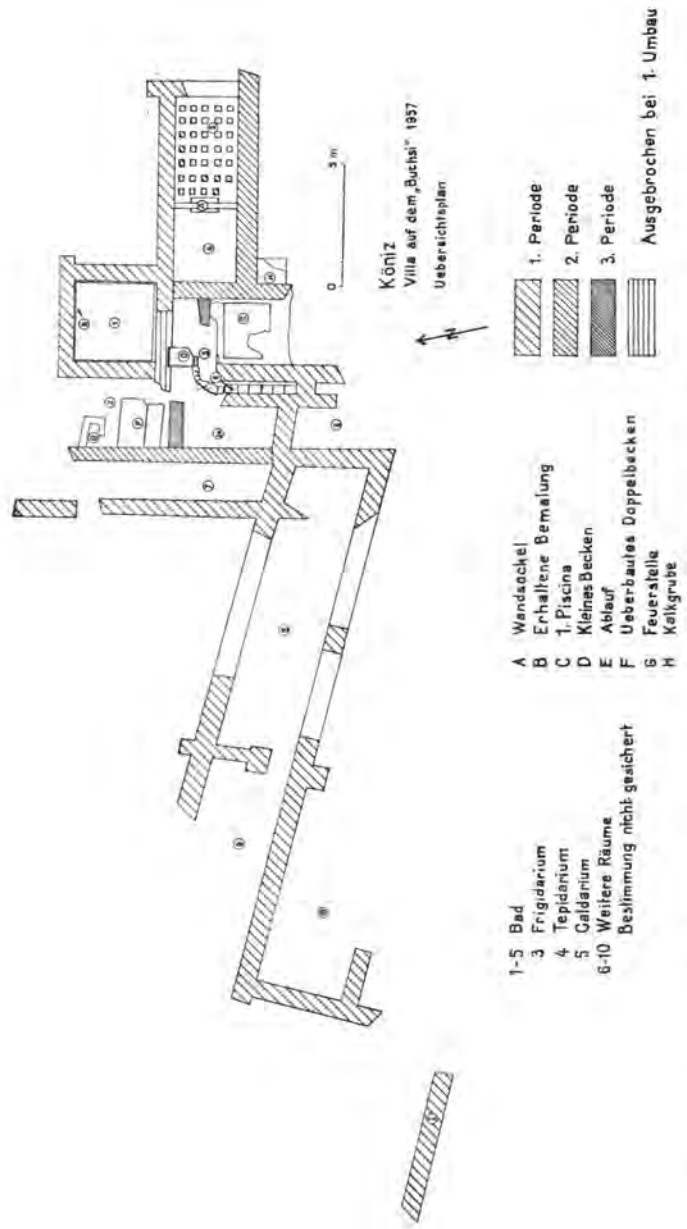 Köniz
Villa auf dem „Buchsi" 1957
Uebersichtsplan
0
5 m
N
1-5 Bad
3 Frigidarium
4 Tepidarium
5 Caldarium
6-10 Weitere Räume
Bestimmung nicht gesichert
A Wandsockel
B Erhaltene Bemalung
C 1. Piscina
D Kleines Becken
E Ablauf
F Ueberbautes Doppelbecken
G Feuerstelle
H Kalkgrube
1. Periode
2. Periode
3. Periode
Ausgebrochen bei 1. Umbau